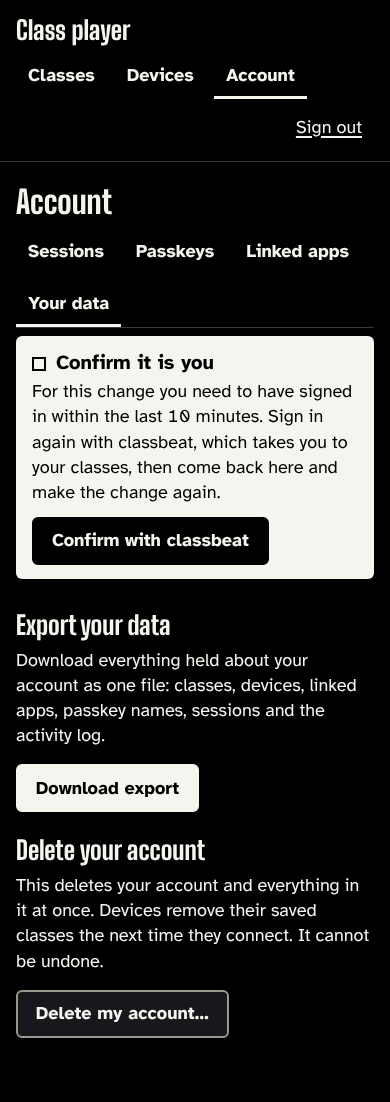 Class player
Classes Devices Account
Sign out
Account
Sessions Passkeys Linked apps
Your data
Confirm it is you
For this change you need to have signed
in within the last 10 minutes. Sign in
again with classbeat, which takes you to
your classes, then come back here and
make the change again.
Confirm with classbeat
Export your data
Download everything held about your
account as one file: classes, devices, linked
apps, passkey names, sessions and the
activity log.
Download export
Delete your account
This deletes your account and everything in
it at once. Devices remove their saved
classes the next time they connect. It cannot
be undone.
Delete my account...